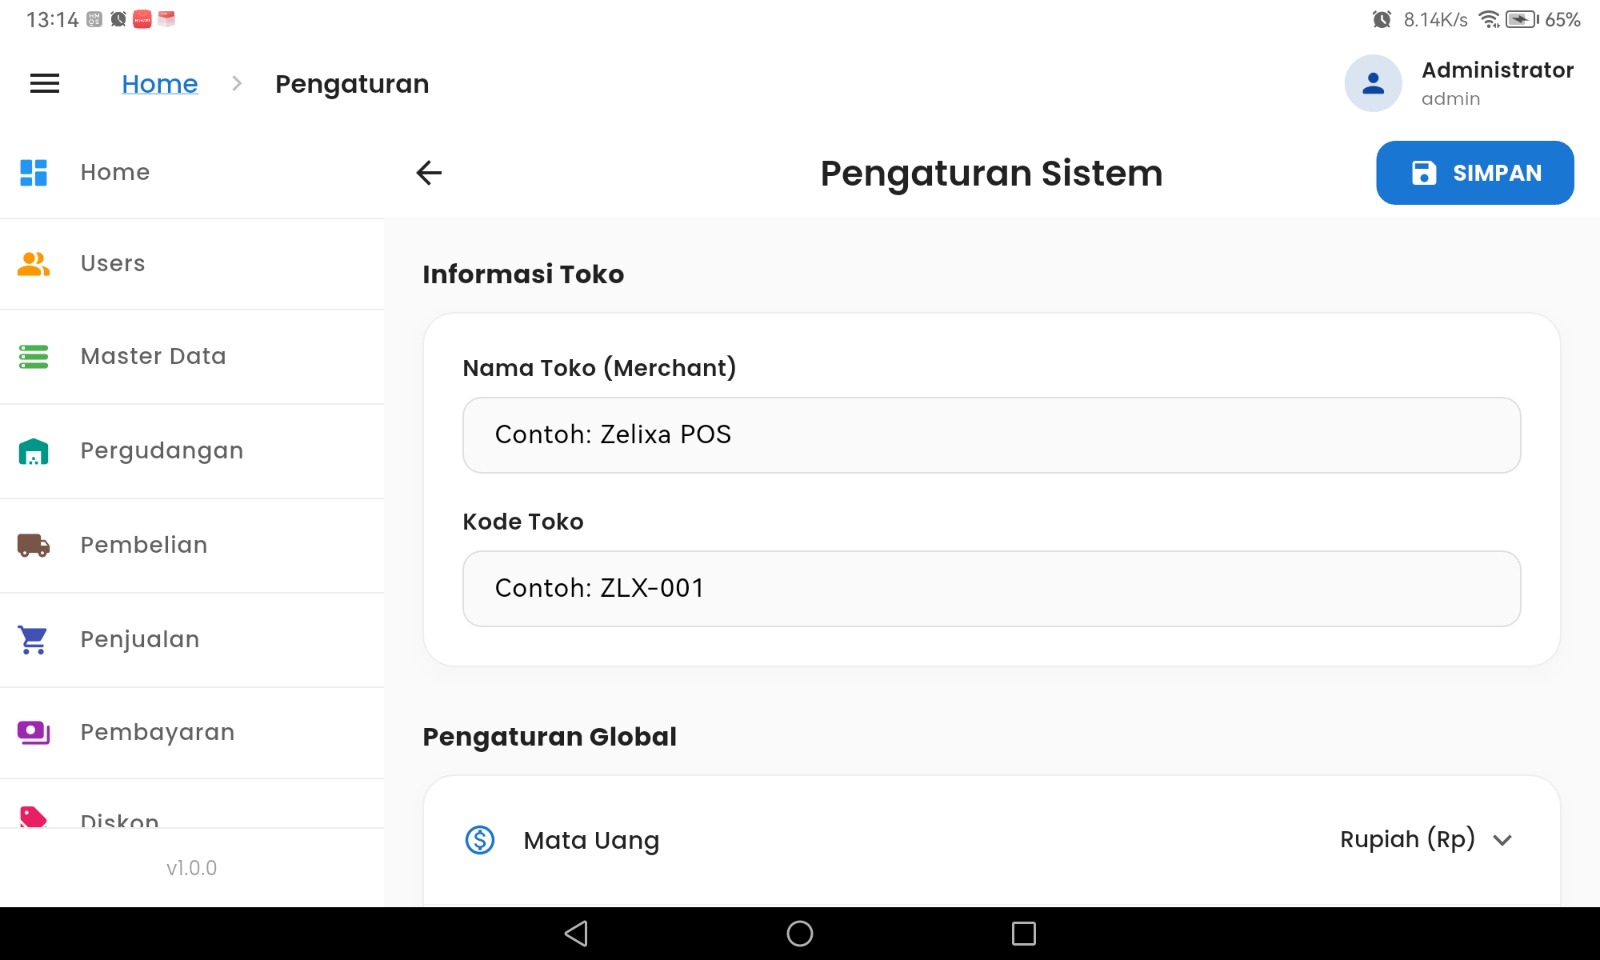 13:14
8.14K/s
65%
Home
Pengaturan
Administrator
admin
Home
Users
Master Data
Pergudangan
Pembelian
Penjualan
Pembayaran
Diskon
v1.0.0
Pengaturan Sistem
SIMPAN
Informasi Toko
Nama Toko (Merchant)
Contoh: Zelixa POS
Kode Toko
Contoh: ZLX-001
Pengaturan Global
Mata Uang
Rupiah (Rp)